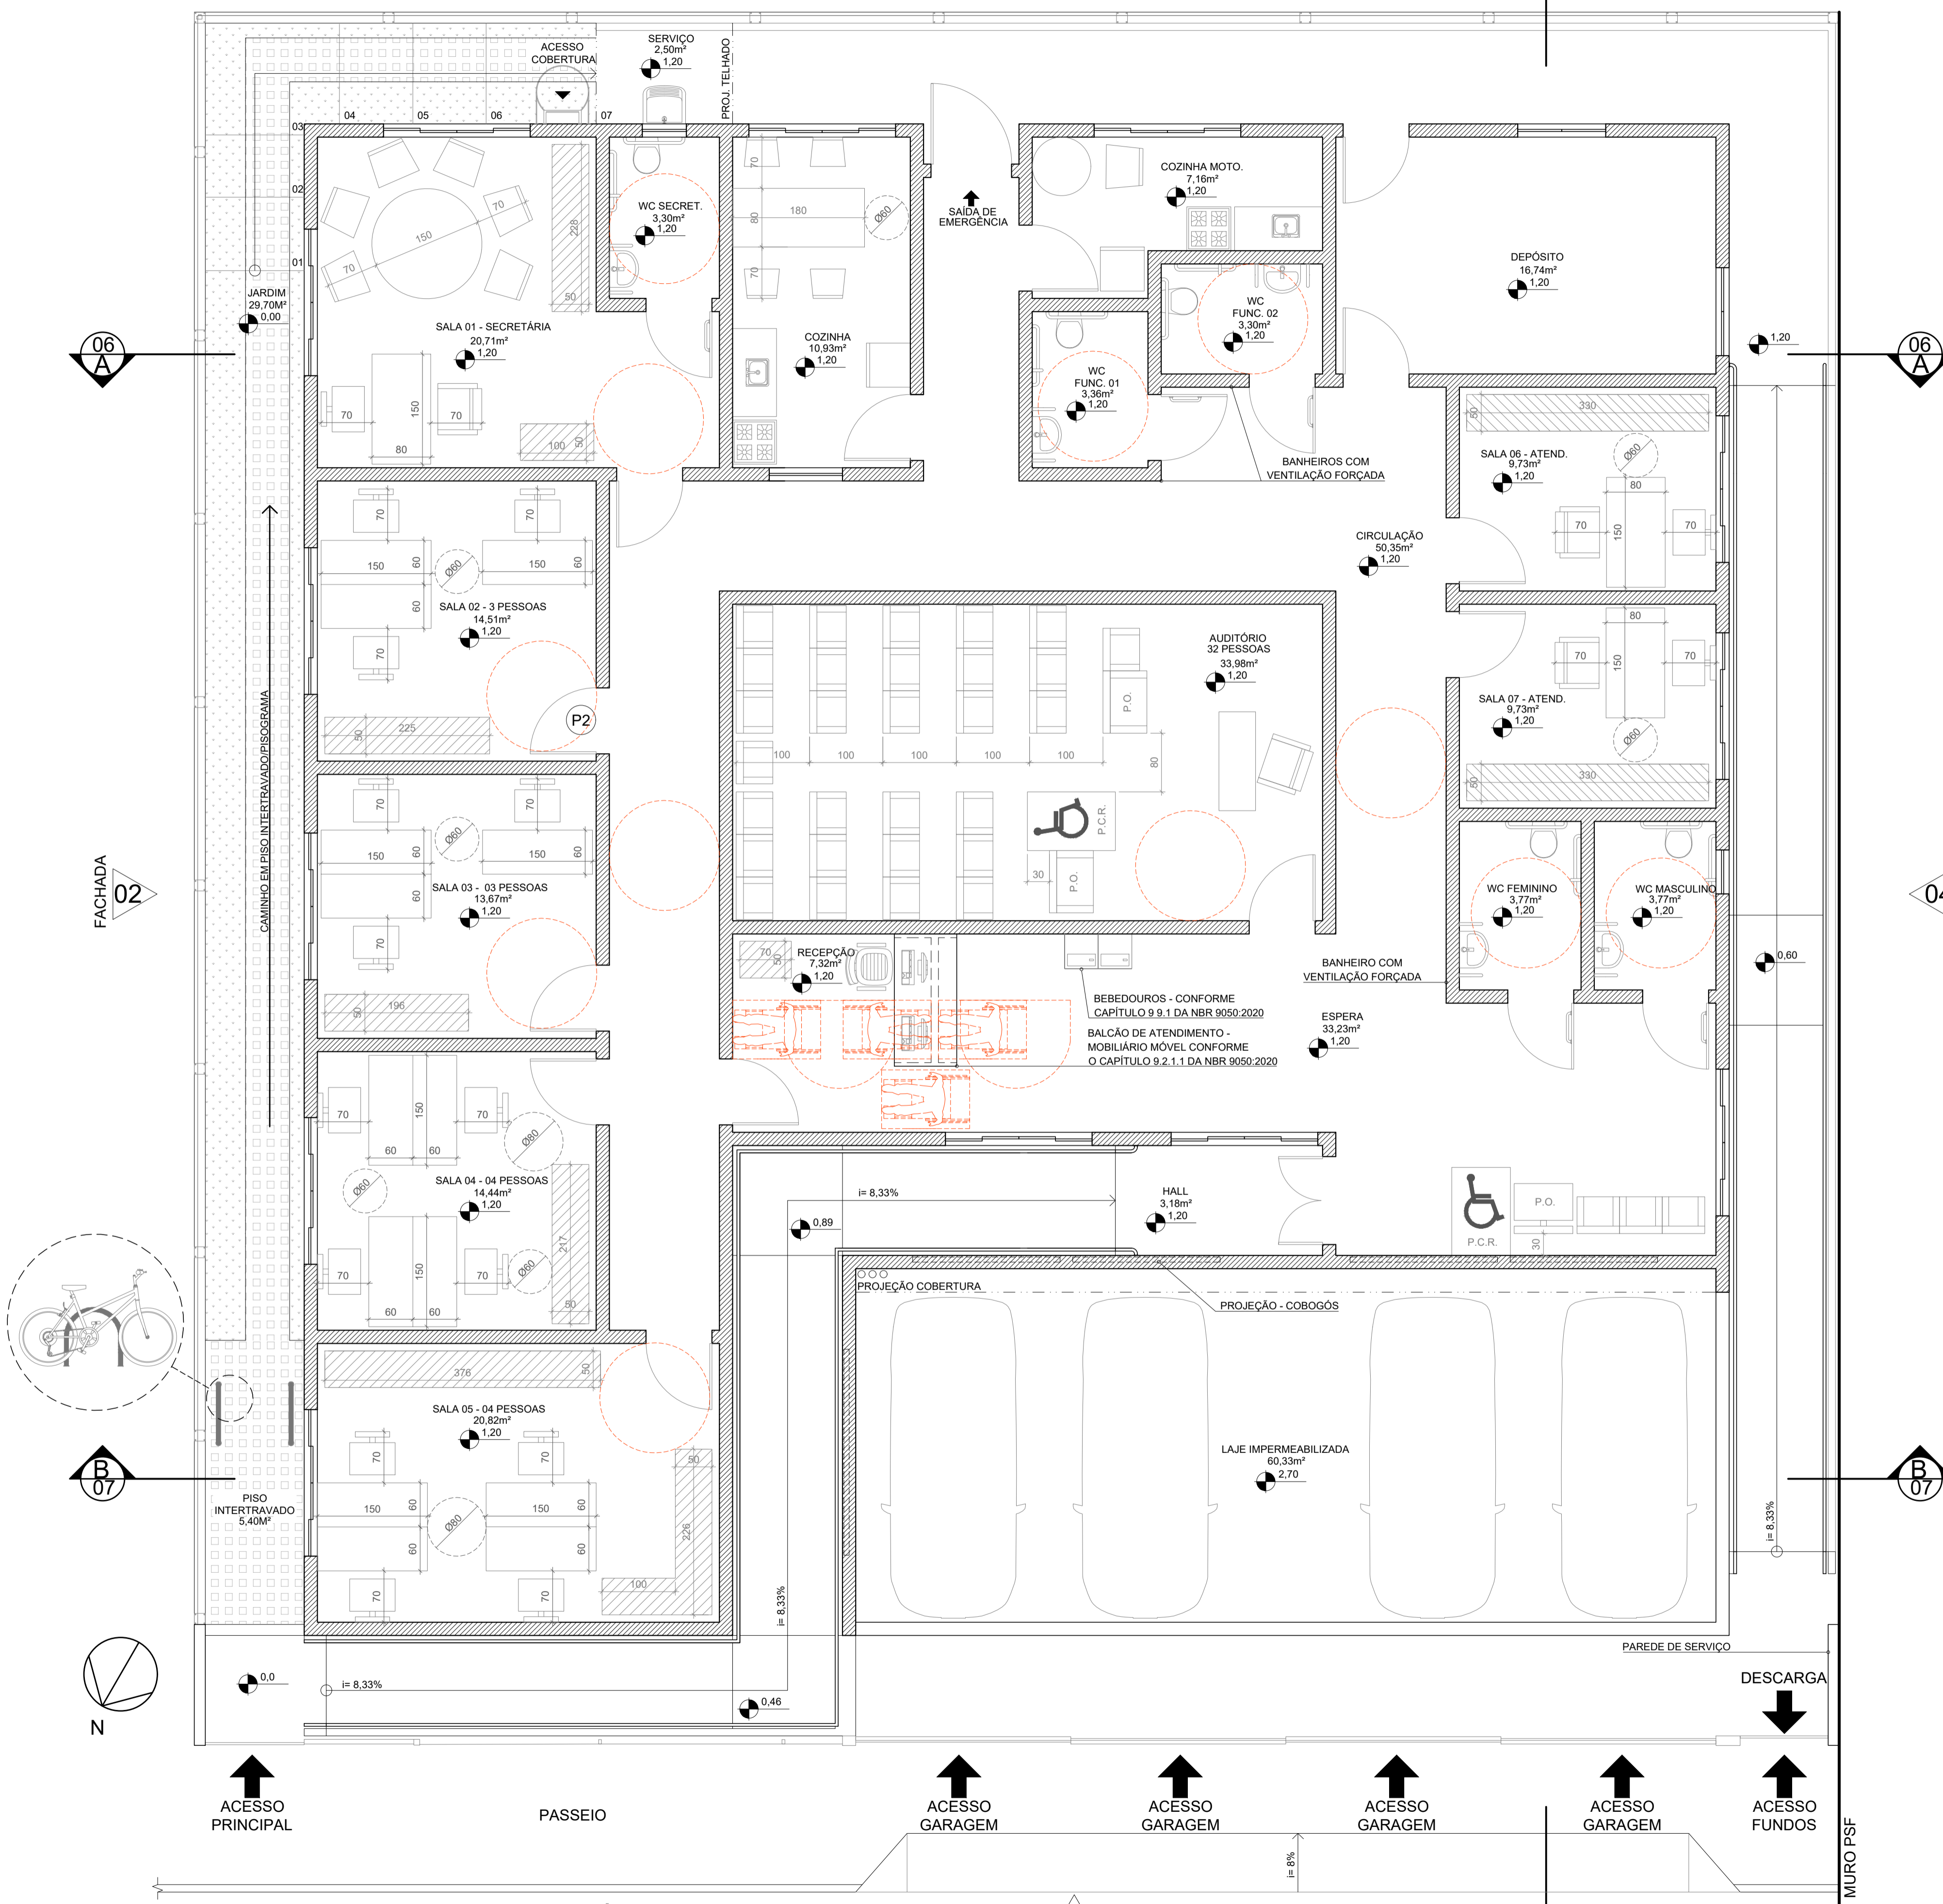 ACESSO
COBERTURA
SERVIÇO
2,50m²
1,20
PROJ. TELHADO
04
05
06
07
03
02
01
JARDIM
29,70M²
0,00
70
150
70
228
50
SALA 01 - SECRETÁRIA
20,71m²
1,20
70
150
70
80
100
50
WC SECRET.
3,30m²
1,20
70
80
180
Ø60
70
COZINHA
10,93m²
1,20
SAÍDA DE
EMERGÊNCIA
COZINHA MOTO.
7,16m²
1,20
WC
FUNC. 02
3,30m²
1,20
WC
FUNC. 01
3,36m²
1,20
BANHEIROS COM
VENTILAÇÃO FORÇADA
DEPÓSITO
16,74m²
1,20
1,20
06
A
06
A
330
50
SALA 06 - ATEND.
9,73m²
1,20
Ø60
80
70
150
70
CIRCULAÇÃO
50,35m²
1,20
80
70
150
70
SALA 07 - ATEND.
9,73m²
1,20
Ø60
330
50
70
70
150
60
Ø60
150
60
60
SALA 02 - 3 PESSOAS
14,51m²
1,20
70
P2
225
50
AUDITÓRIO
32 PESSOAS
33,98m²
1,20
P.O.
100
100
100
100
100
80
P.C.R.
30
P.O.
CAMINHO EM PISO INTERTRAVADO/PISOGRAMA
FACHADA
02
04
70
70
150
60
Ø60
150
60
60
SALA 03 - 03 PESSOAS
13,67m²
1,20
70
196
50
WC FEMININO
3,77m²
1,20
WC MASCULINO
3,77m²
1,20
0,60
RECEPÇÃO
7,32m²
1,20
70
50
BANHEIRO COM
VENTILAÇÃO FORÇADA
BEBEDOUROS - CONFORME
CAPÍTULO 9 9.1 DA NBR 9050:2020
BALCÃO DE ATENDIMENTO -
MOBILIÁRIO MÓVEL CONFORME
O CAPÍTULO 9.2.1.1 DA NBR 9050:2020
ESPERA
33,23m²
1,20
70
150
70
60
60
Ø80
Ø60
SALA 04 - 04 PESSOAS
14,44m²
1,20
217
50
70
150
70
Ø60
60
60
i= 8,33%
0,89
HALL
3,18m²
1,20
P.C.R.
P.O.
30
PROJEÇÃO COBERTURA
PROJEÇÃO - COBOGÓS
376
50
SALA 05 - 04 PESSOAS
20,82m²
1,20
70
70
50
226
150
60
Ø80
150
60
60
60
100
70
70
LAJE IMPERMEABILIZADA
60,33m²
2,70
B
07
B
07
PISO
INTERTRAVADO
5,40M²
i= 8,33%
i= 8,33%
PAREDE DE SERVIÇO
DESCARGA
0,0
i= 8,33%
0,46
N
ACESSO
PRINCIPAL
PASSEIO
ACESSO
GARAGEM
ACESSO
GARAGEM
ACESSO
GARAGEM
ACESSO
GARAGEM
ACESSO
FUNDOS
i= 8%
MURO PSF